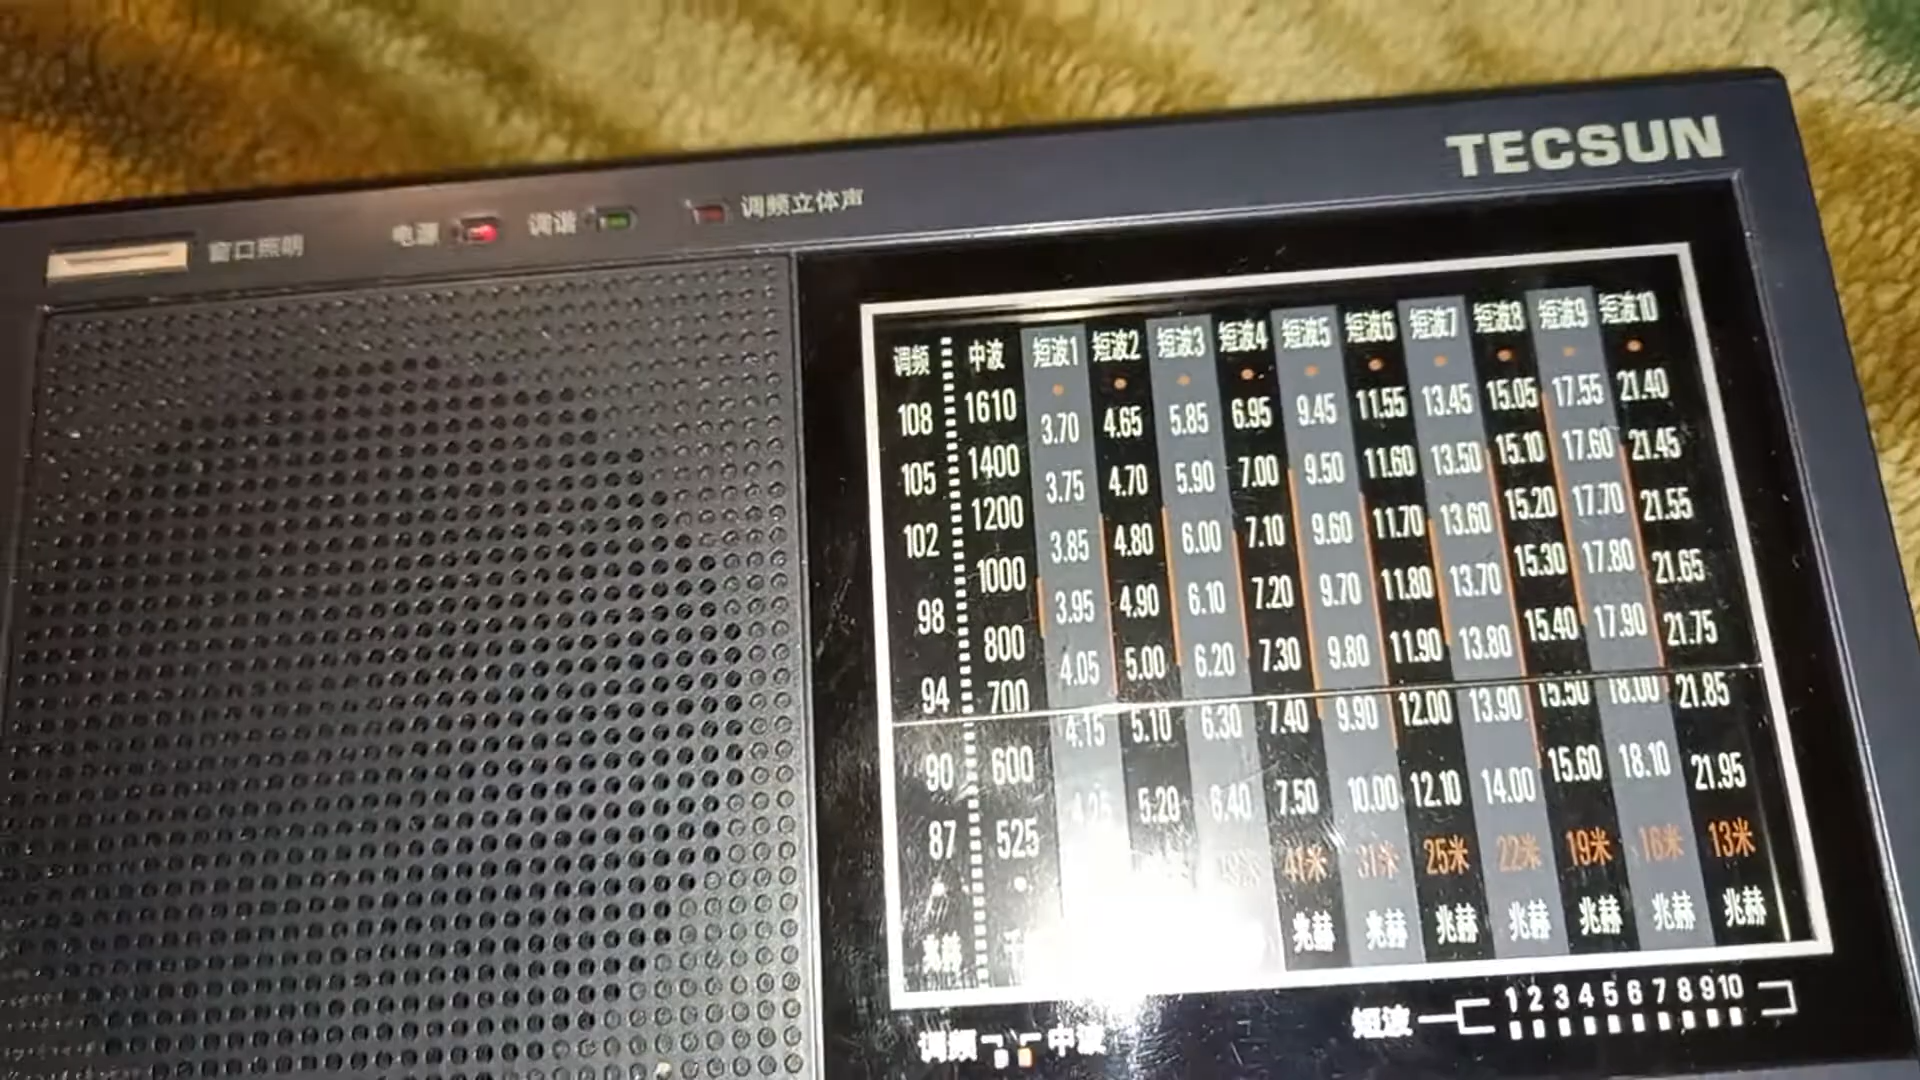 TECSUN
窗口照明 电源 调谐 调频立体声
调频 中波 短波1 短波2 短波3 短波4 短波5 短波6 短波7 短波8 短波9 短波10
108 1610 3.70 4.65 5.85 6.95 9.45 11.55 13.45 15.05 17.55 21.40
105 1400 3.75 4.70 5.90 7.00 9.50 11.60 13.50 15.10 17.60 21.45
102 1200 3.85 4.80 6.00 7.10 9.60 11.70 13.60 15.20 17.70 21.55
98 1000 3.95 4.90 6.10 7.20 9.70 11.80 13.70 15.30 17.80 21.65
94 800 4.05 5.00 6.20 7.30 9.80 11.90 13.80 15.40 17.90 21.75
90 700 4.15 5.10 6.30 7.40 9.90 12.00 13.90 15.50 18.00 21.85
87 600 4.25 5.20 6.40 7.50 10.00 12.10 14.00 15.60 18.10 21.95
525 41米 31米 25米 22米 19米 16米 13米
兆赫 兆赫 兆赫 兆赫 兆赫 兆赫 兆赫 兆赫
调频 中波 短波 1 2 3 4 5 6 7 8 9 10